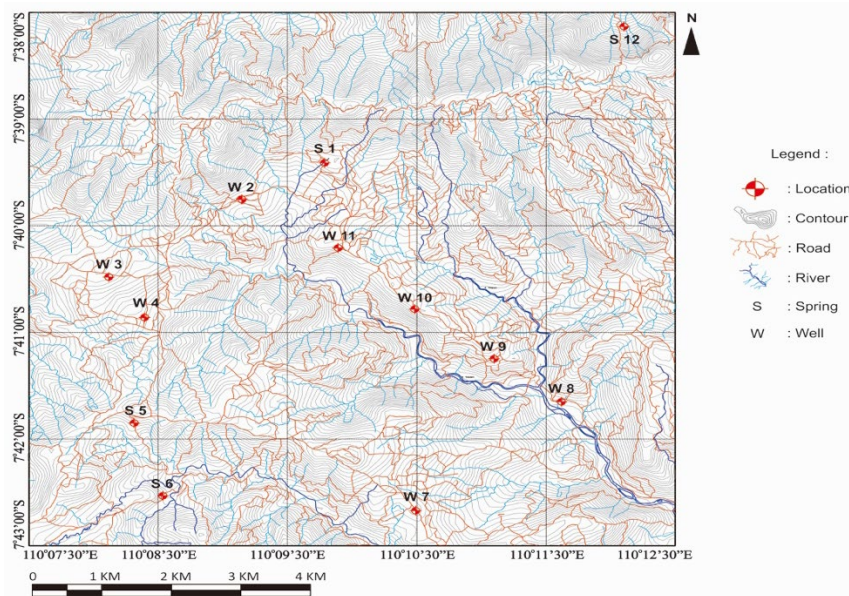 N
S 12
7°38'00"S
7°39'00"S
S 1
W 2
7°40'00"S
W 11
W 3
W 4
W 10
7°41'00"S
W 9
W 8
S 5
7°42'00"S
S 6
W 7
7°43'00"S
110°07'30"E
110°08'30"E
110°09'30"E
110°10'30"E
110°11'30"E
110°12'30"E
0
1 KM
2 KM
3 KM
4 KM
Legend :
: Location
: Contour
: Road
: River
S : Spring
W : Well